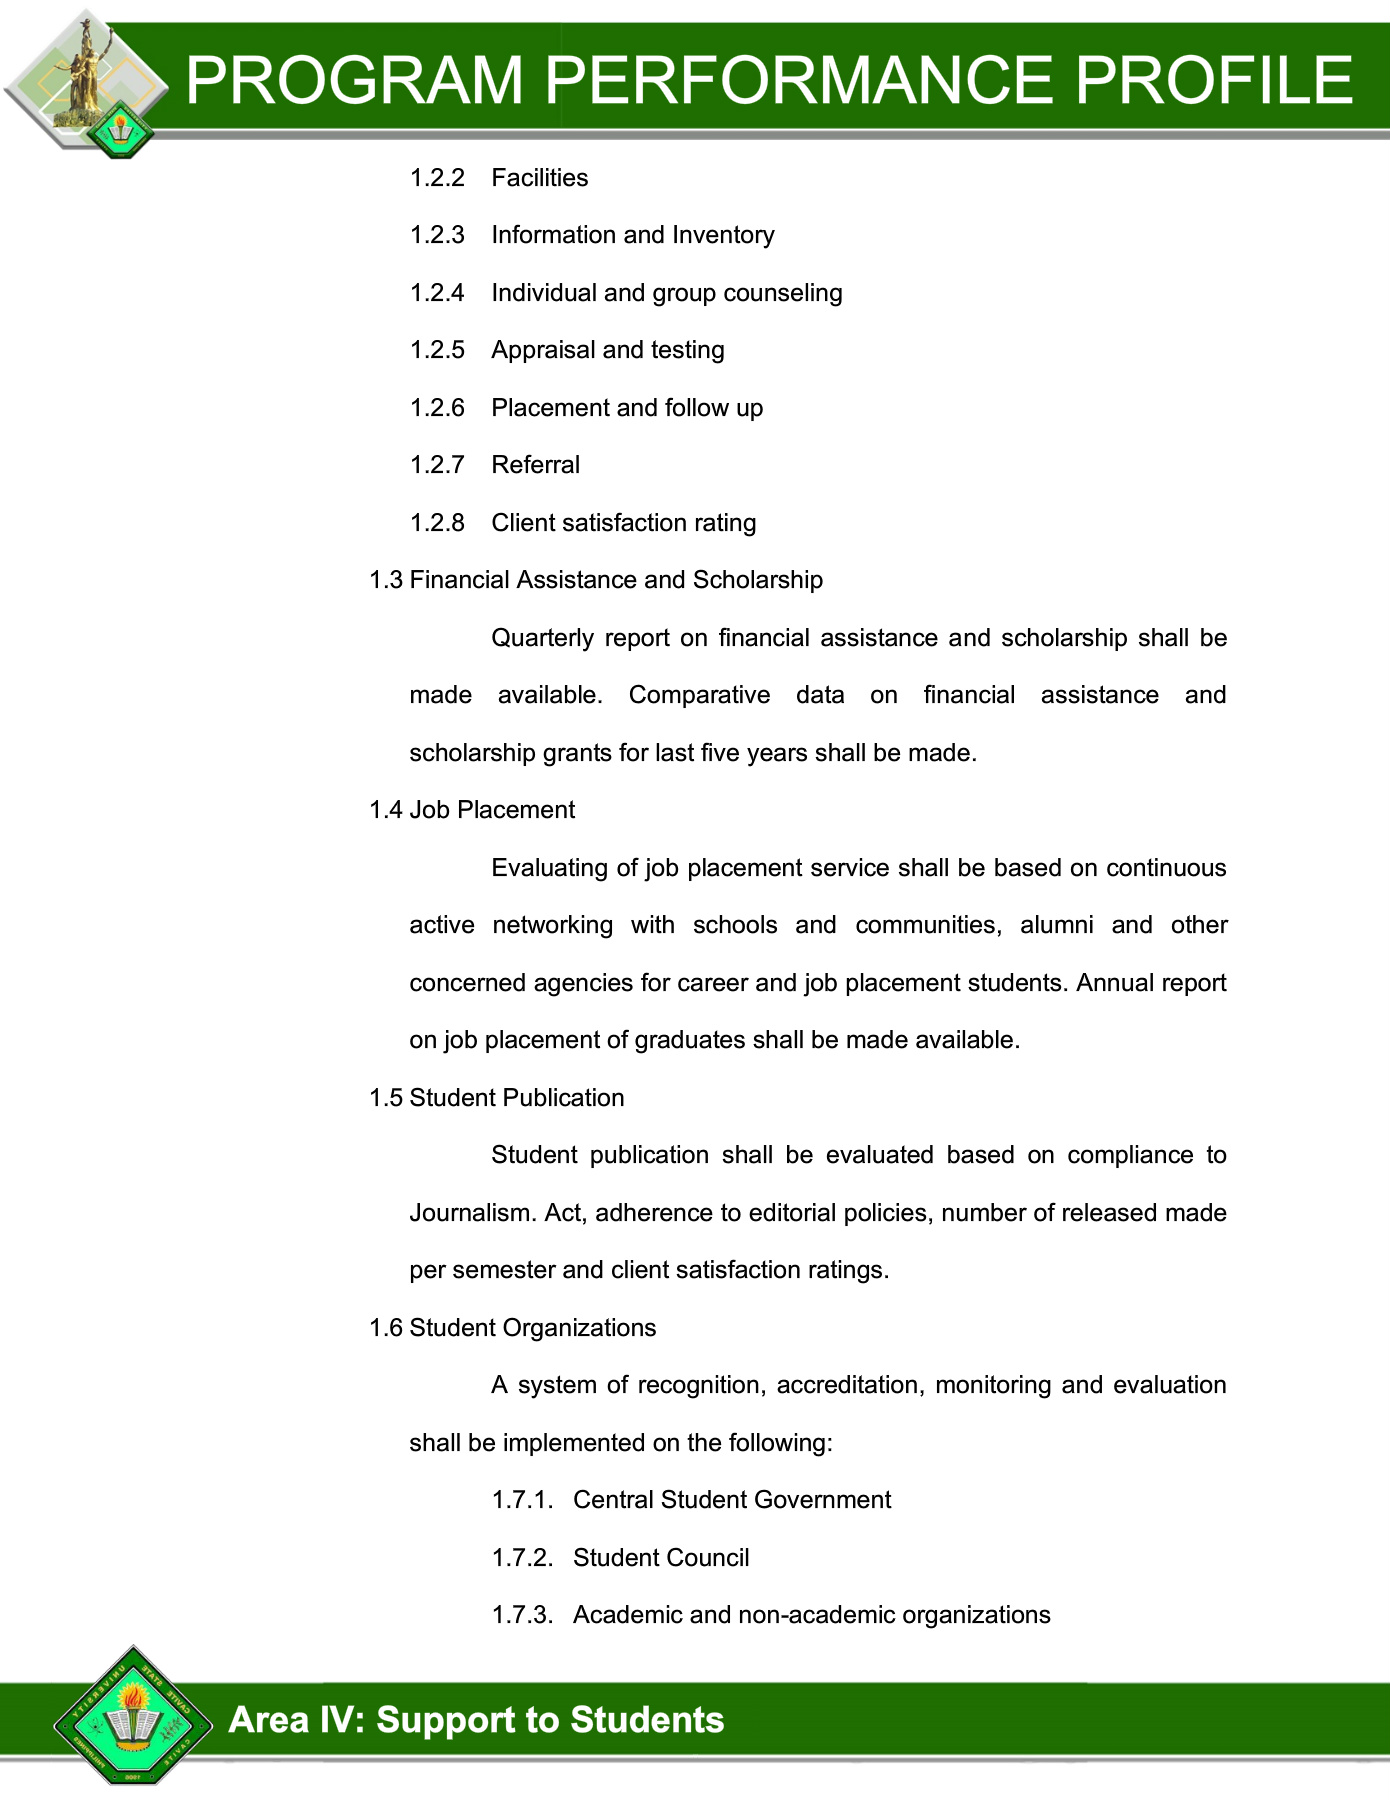 PROGRAM PERFORMANCE PROFILE
1.2.2 Facilities
1.2.3 Information and Inventory
1.2.4 Individual and group counseling
1.2.5 Appraisal and testing
1.2.6 Placement and follow up
1.2.7 Referral
1.2.8 Client satisfaction rating
1.3 Financial Assistance and Scholarship
Quarterly report on financial assistance and scholarship shall be
made available. Comparative data on financial assistance and
scholarship grants for last five years shall be made.
1.4 Job Placement
Evaluating of job placement service shall be based on continuous
active networking with schools and communities, alumni and other
concerned agencies for career and job placement students. Annual report
on job placement of graduates shall be made available.
1.5 Student Publication
Student publication shall be evaluated based on compliance to
Journalism. Act, adherence to editorial policies, number of released made
per semester and client satisfaction ratings.
1.6 Student Organizations
A system of recognition, accreditation, monitoring and evaluation
shall be implemented on the following:
1.7.1. Central Student Government
1.7.2. Student Council
1.7.3. Academic and non-academic organizations
CAVITE STATE UNIVERSITY
CAVITE PHILIPPINES
Area IV: Support to Students